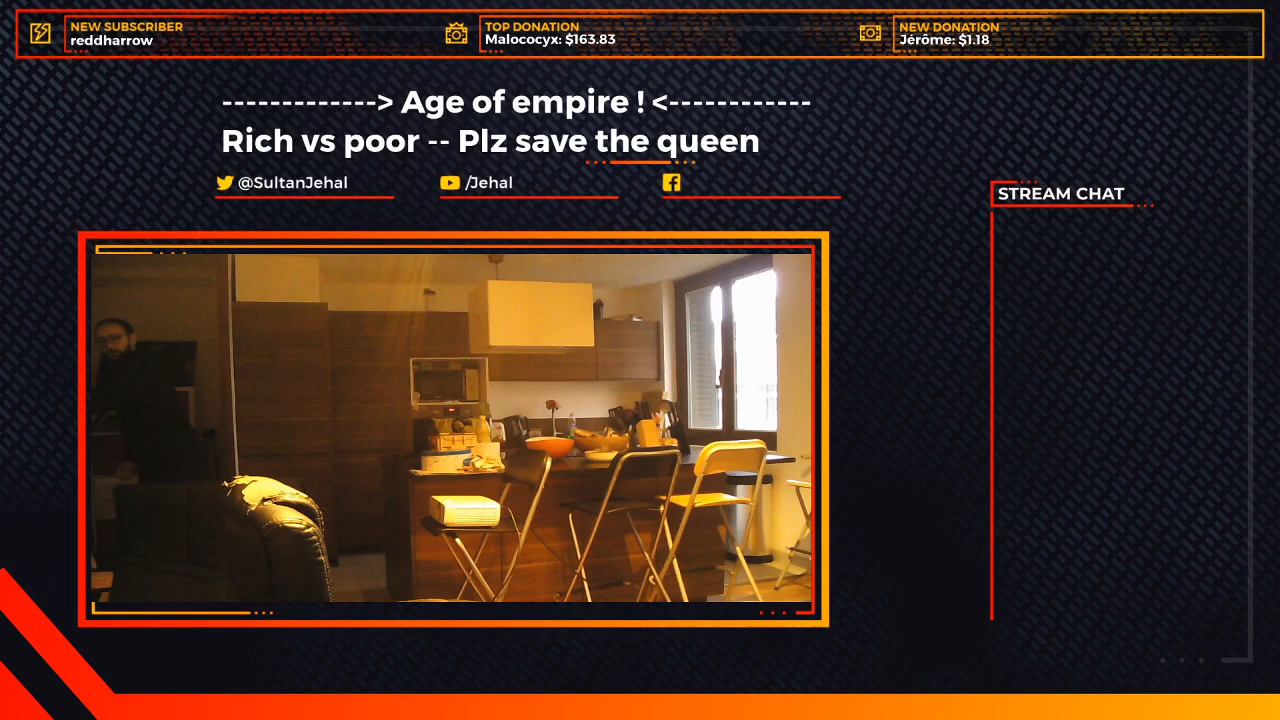 NEW SUBSCRIBER
reddharrow
TOP DONATION
Malococyx: $163.83
NEW DONATION
Jérôme: $1.18
-------------> Age of empire ! <------------
Rich vs poor -- Plz save the queen
@SultanJehal
/Jehal
STREAM CHAT